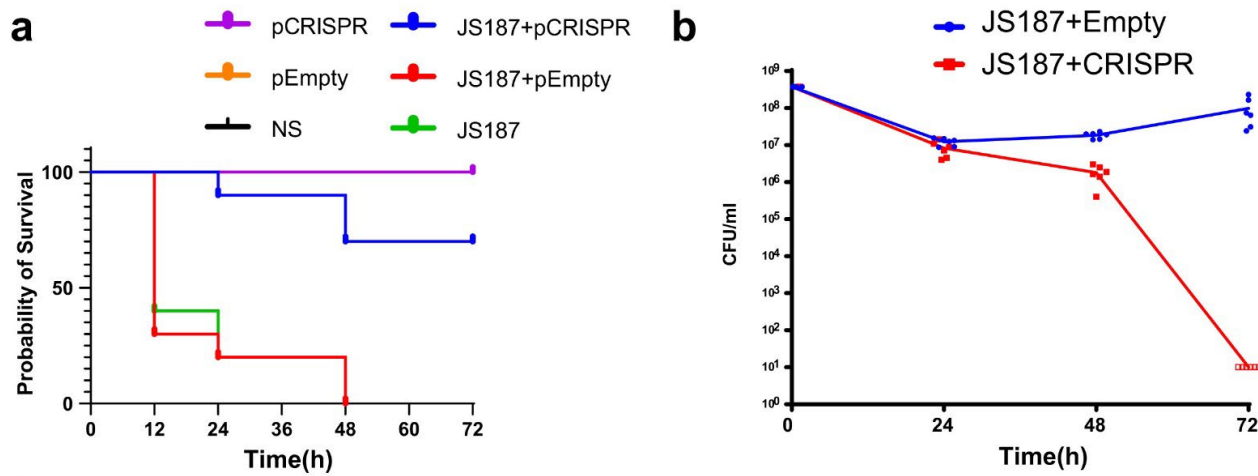 a
pCRISPR
JS187+pCRISPR
pEmpty
JS187+pEmpty
NS
JS187
Probability of Survival
100
50
0
0 12 24 36 48 60 72
Time(h)
b
JS187+Empty
JS187+CRISPR
CFU/ml
10⁹
10⁸
10⁷
10⁶
10⁵
10⁴
10³
10²
10¹
10⁰
0 24 48 72
Time(h)